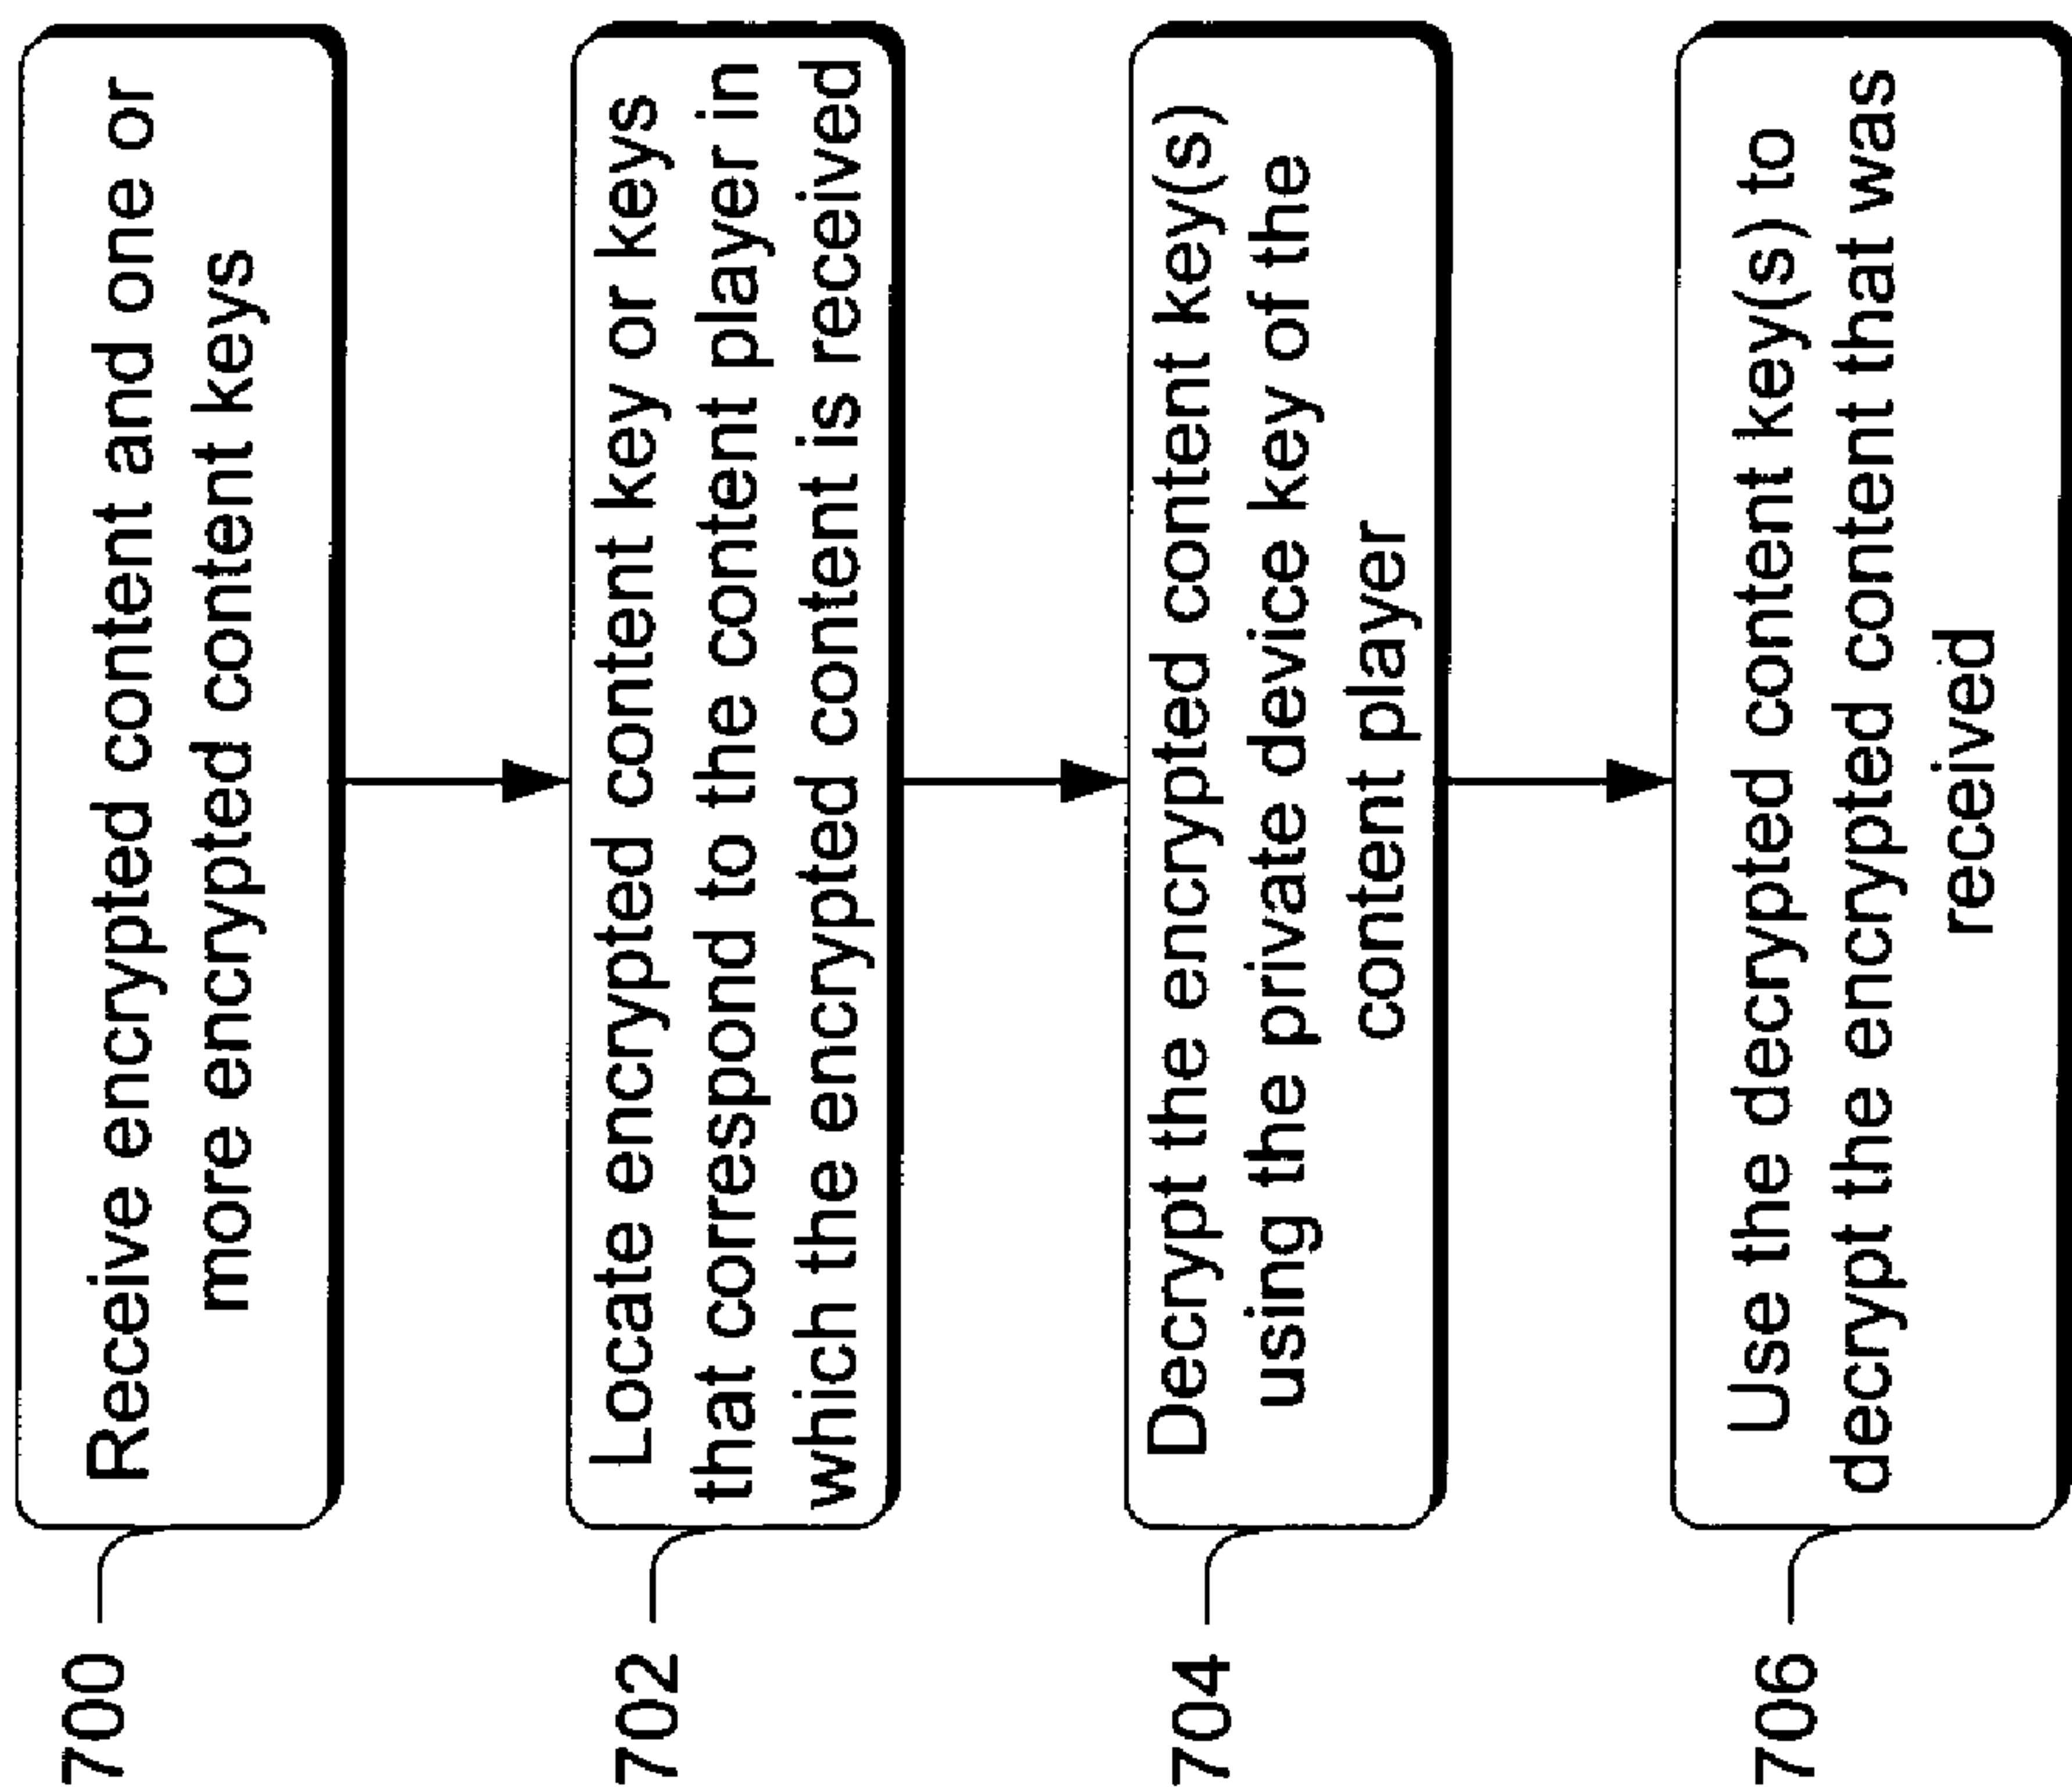 700
Receive encrypted content and one or
more encrypted content keys
702
Locate encrypted content key or keys
that correspond to the content player in
which the encrypted content is received
704
Decrypt the encrypted content key(s)
using the private device key of the
content player
706
Use the decrypted content key(s) to
decrypt the encrypted content that was
received